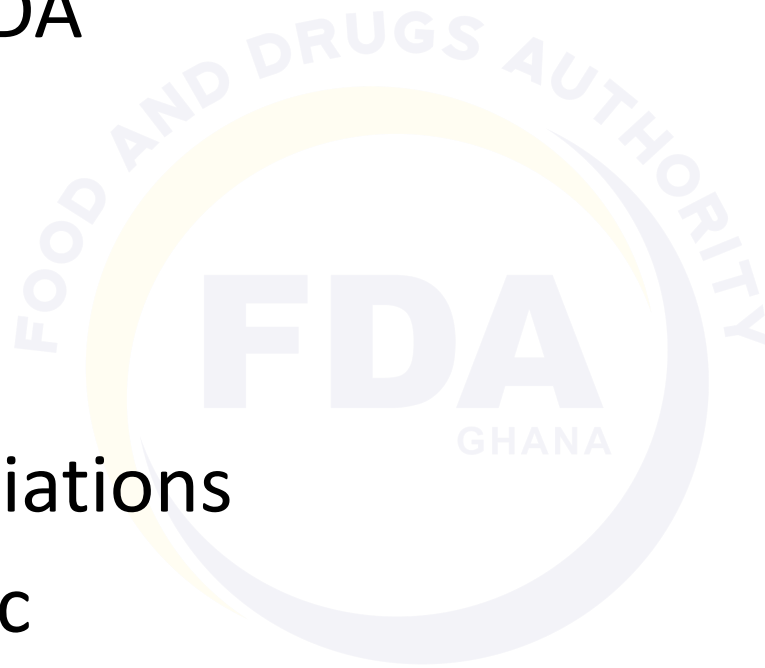 DA
FOOD AND DRUGS AUTHORITY
FDA
GHANA
iations
c